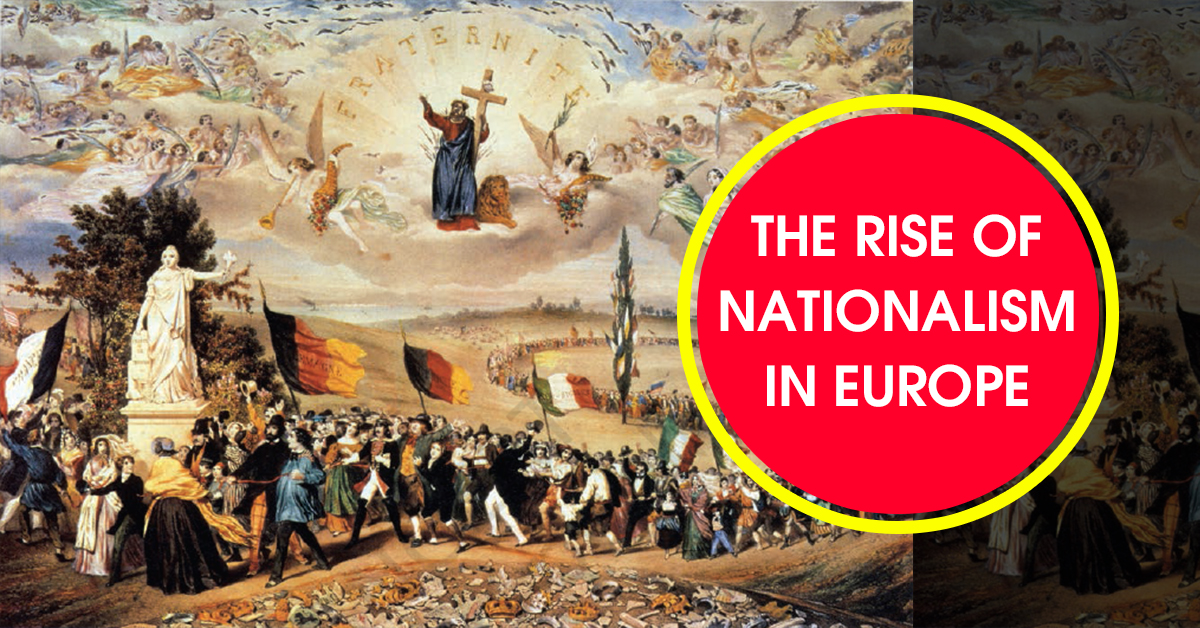 FRATERNITE
THE RISE OF
NATIONALISM
IN EUROPE